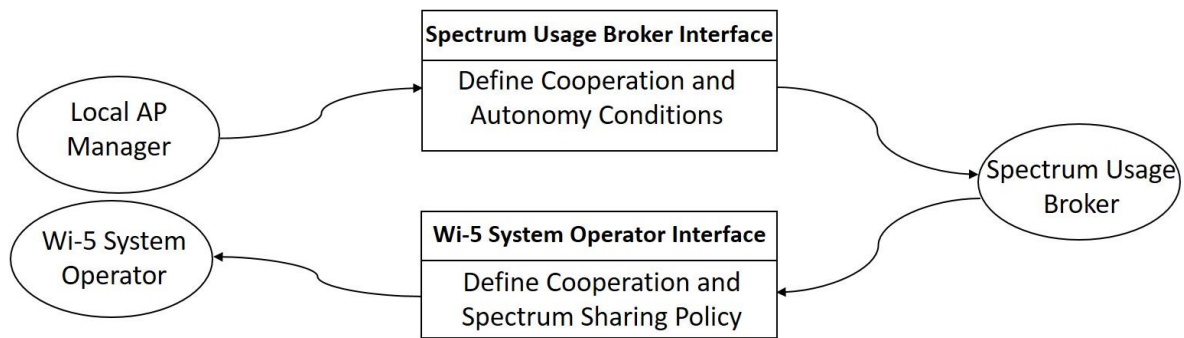 Spectrum Usage Broker Interface
Define Cooperation and
Autonomy Conditions
Local AP
Manager
Spectrum Usage
Broker
Wi-5 System
Operator
Wi-5 System Operator Interface
Define Cooperation and
Spectrum Sharing Policy